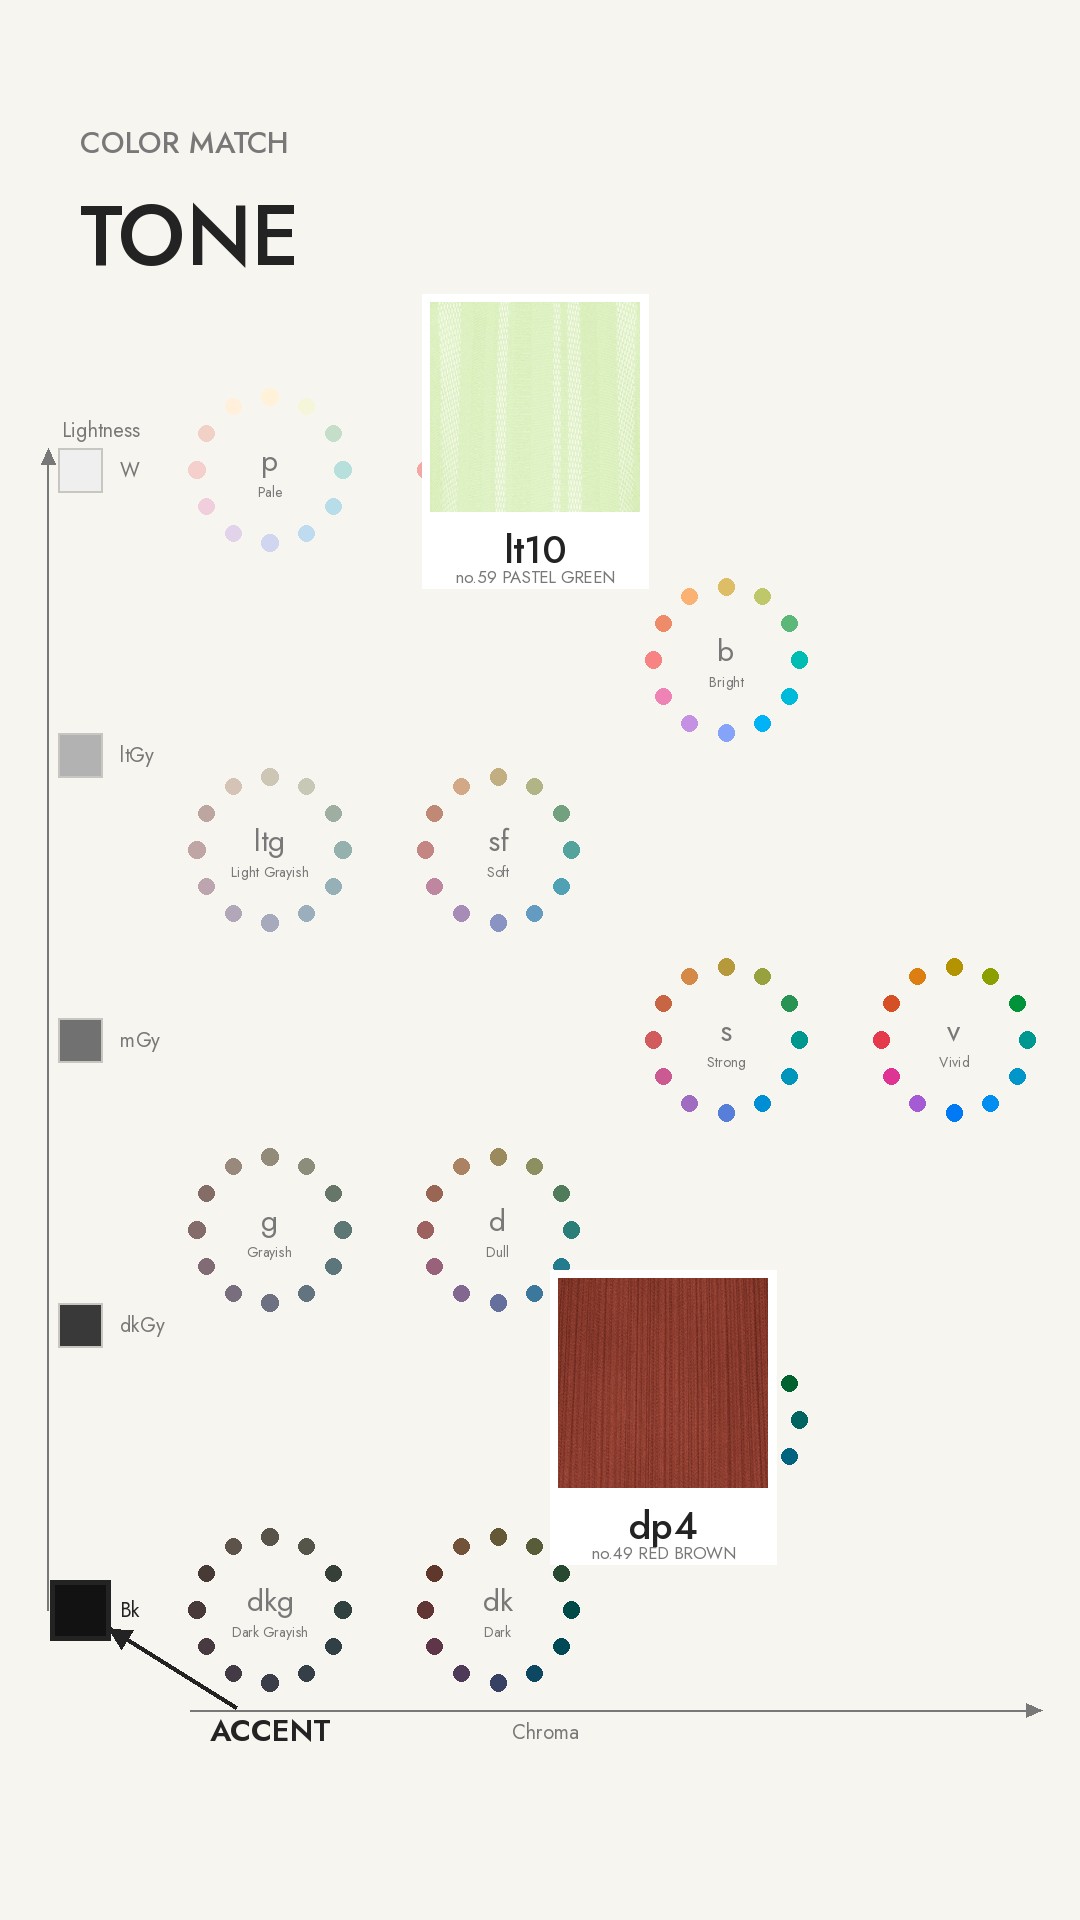 COLOR MATCH
TONE
lt10
no.59 PASTEL GREEN
Lightness
W
p
Pale
b
Bright
ltGy
ltg
Light Grayish
sf
Soft
mGy
s
Strong
v
Vivid
g
Grayish
d
Dull
dkGy
dp4
no.49 RED BROWN
Bk
dkg
Dark Grayish
dk
Dark
ACCENT
Chroma